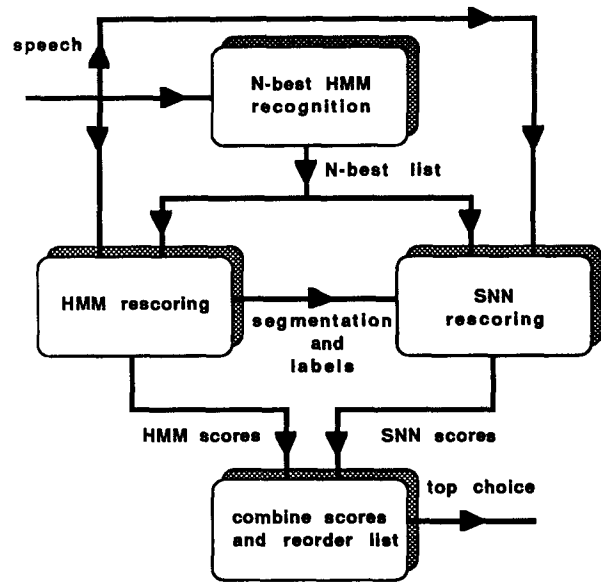 speech
N-best HMM
recognition
N-best list
HMM rescoring
segmentation
and
labels
SNN
rescoring
HMM scores
SNN scores
combine scores
and reorder list
top choice